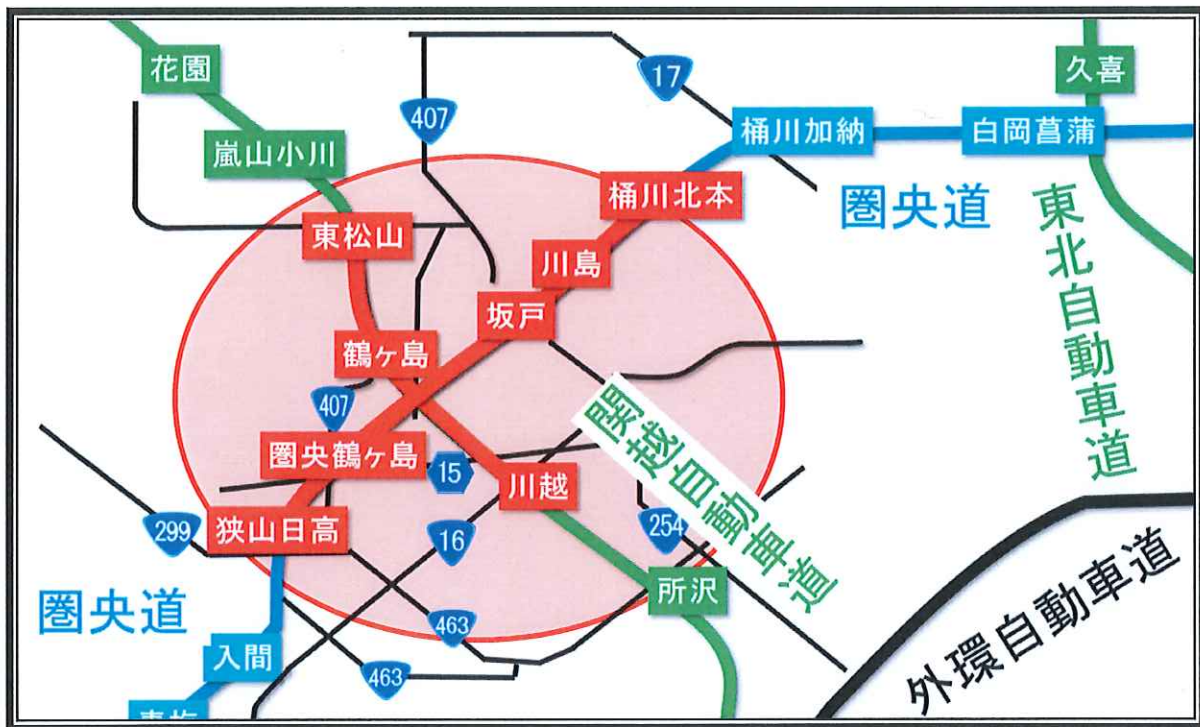 花園
久喜
17
407
桶川加納
白岡菖蒲
嵐山小川
桶川北本
圏央道
東松山
川島
東北自動車道
坂戸
鶴ヶ島
407
関越自動車道
圏央鶴ヶ島
15
川越
299
狭山日高
16
254
所沢
圏央道
463
外環自動車道
入間
463